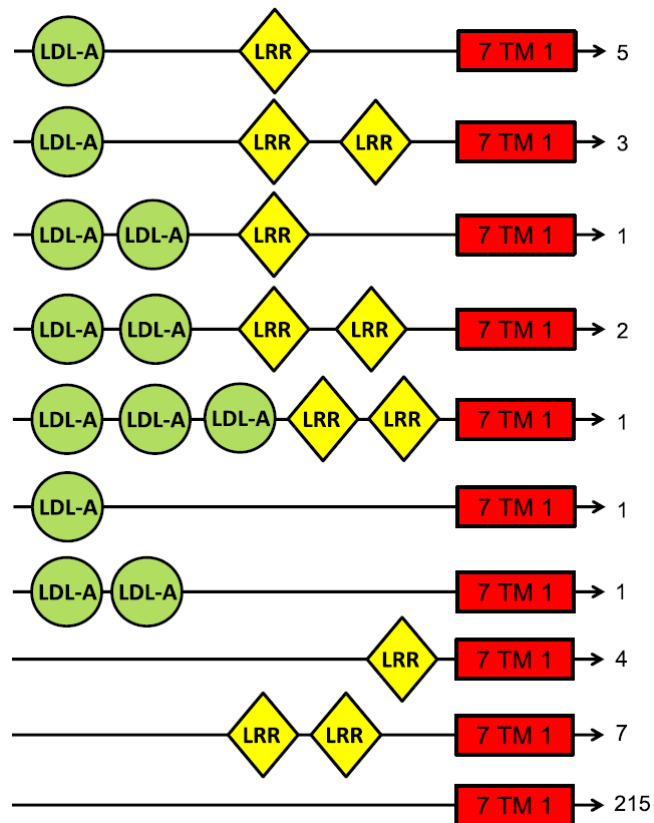 LDL-A LRR 7 TM 1 5
LDL-A LRR LRR 7 TM 1 3
LDL-A LDL-A LRR 7 TM 1 1
LDL-A LDL-A LRR LRR 7 TM 1 2
LDL-A LDL-A LDL-A LRR LRR 7 TM 1 1
LDL-A 7 TM 1 1
LDL-A LDL-A 7 TM 1 1
LRR 7 TM 1 4
LRR LRR 7 TM 1 7
7 TM 1 215